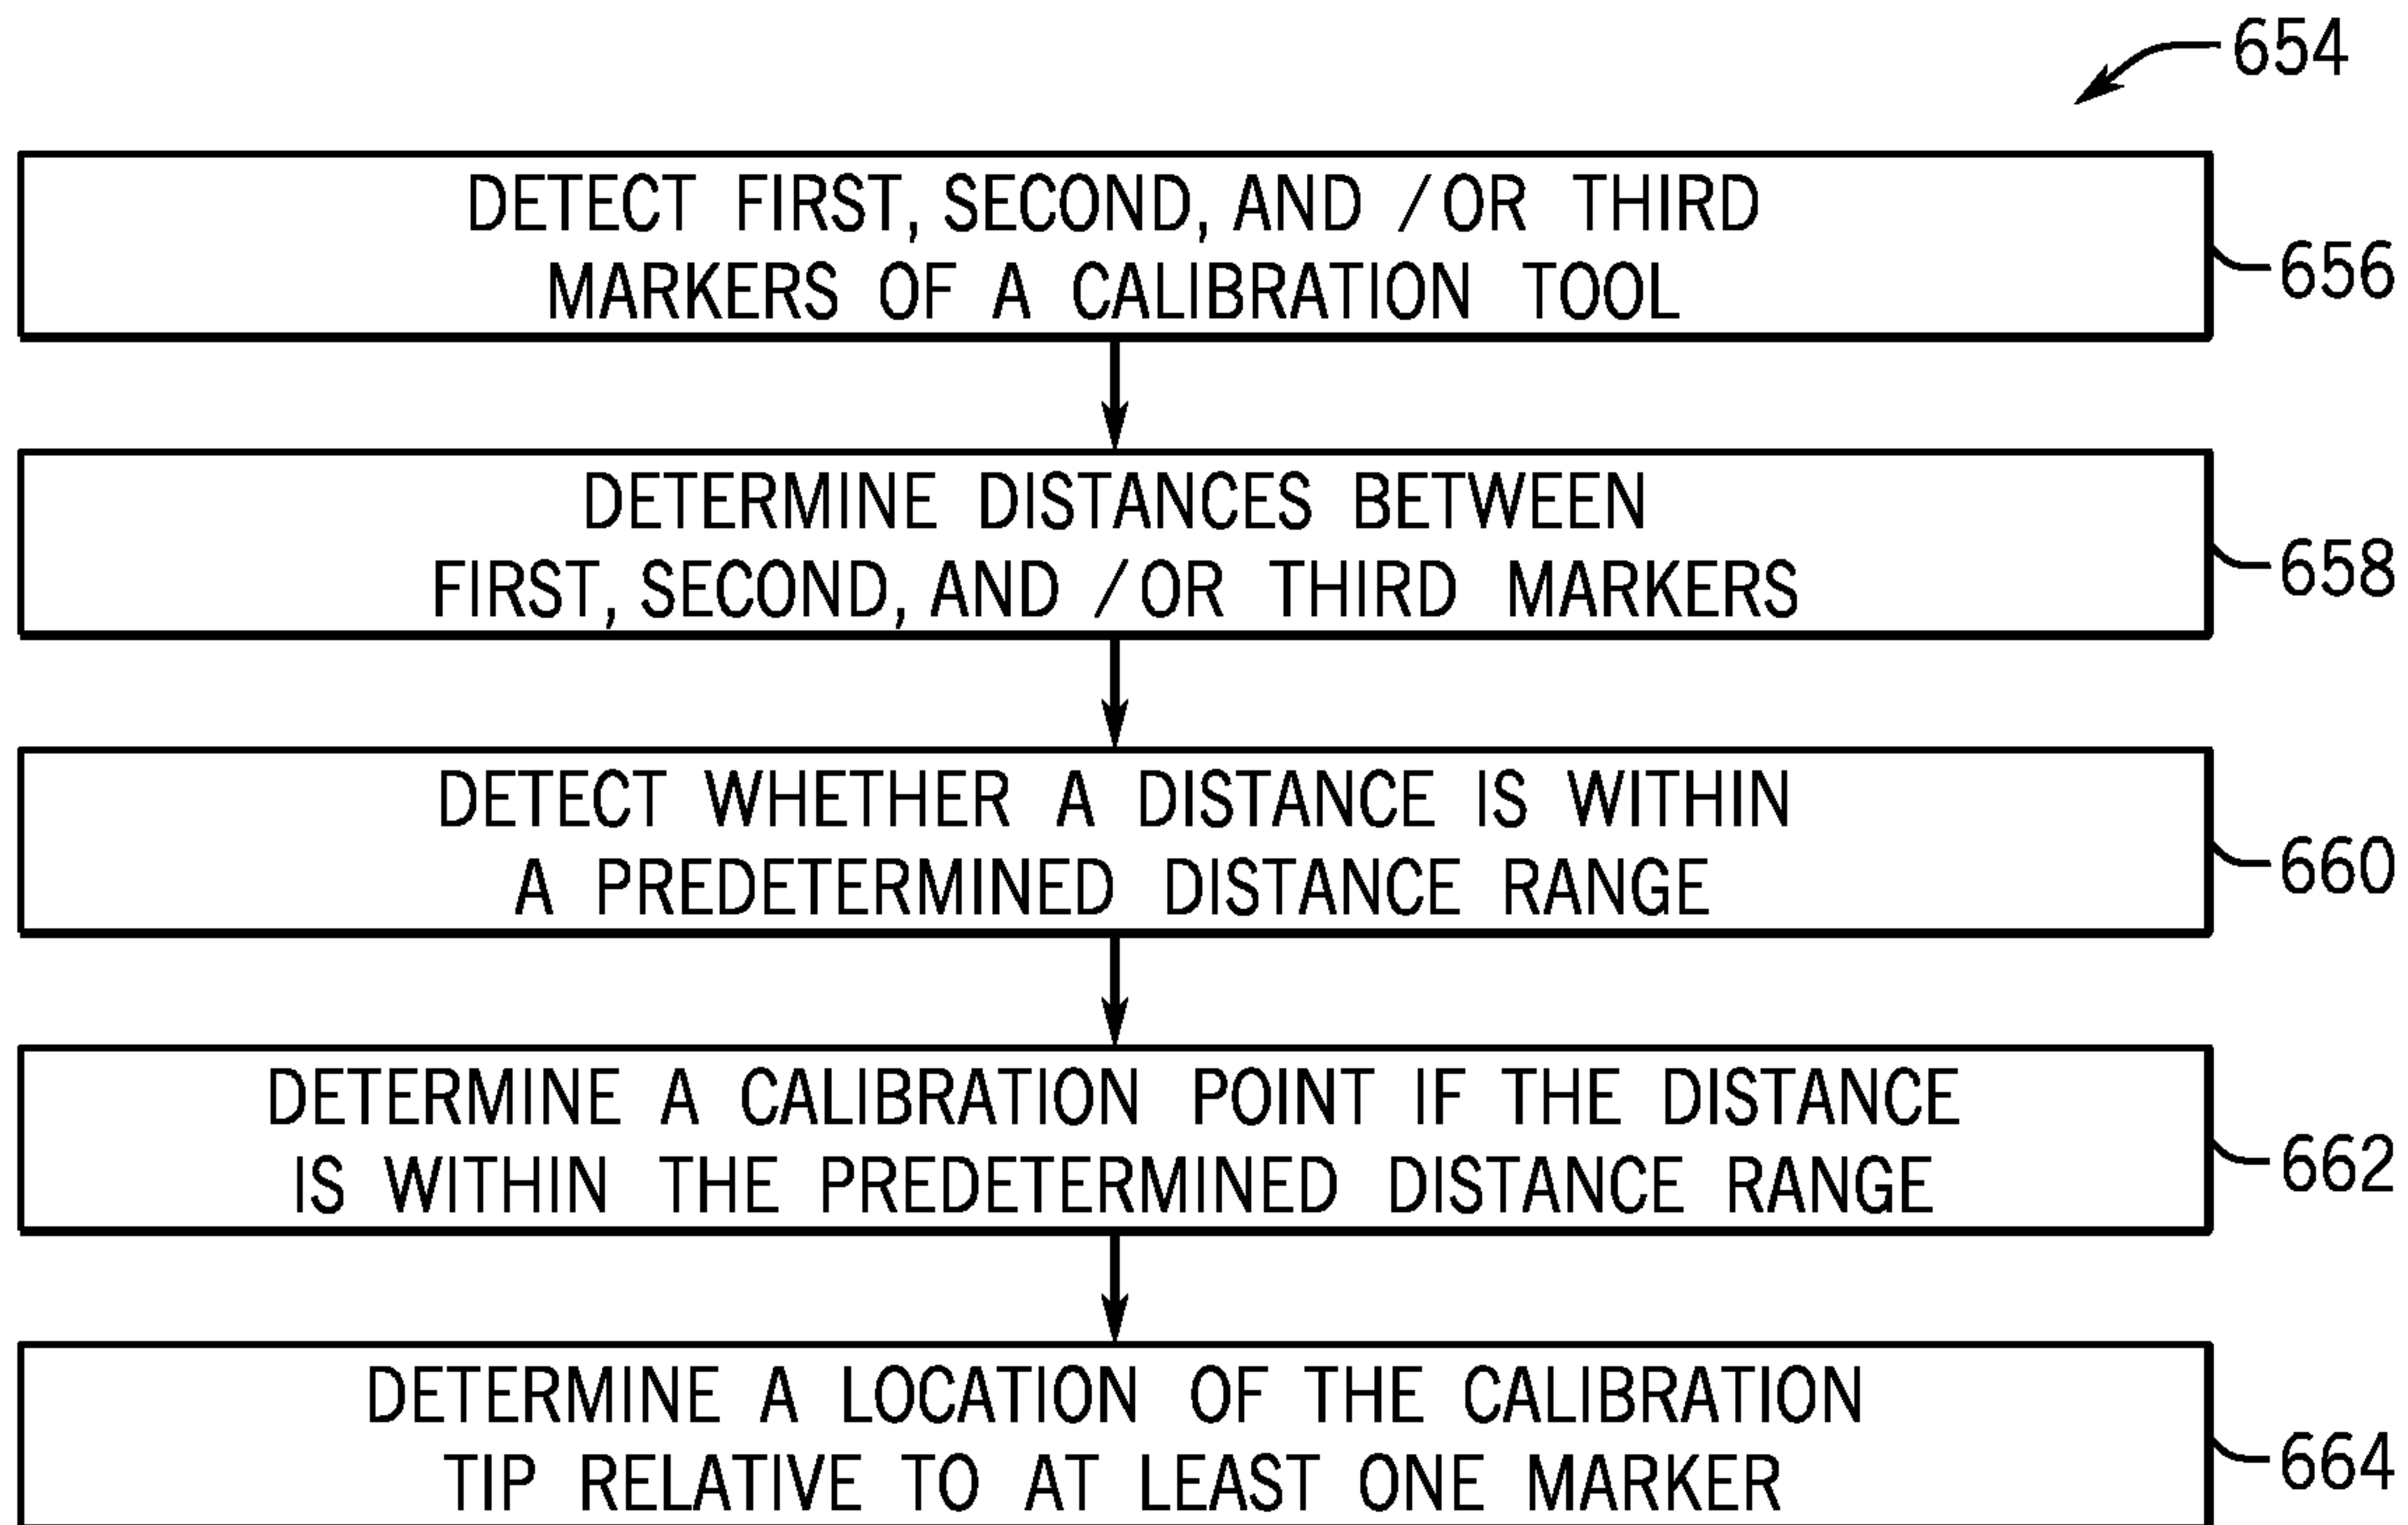 654
DETECT FIRST, SECOND, AND /OR THIRD
MARKERS OF A CALIBRATION TOOL
656
DETERMINE DISTANCES BETWEEN
FIRST, SECOND, AND /OR THIRD MARKERS
658
DETECT WHETHER A DISTANCE IS WITHIN
A PREDETERMINED DISTANCE RANGE
660
DETERMINE A CALIBRATION POINT IF THE DISTANCE
IS WITHIN THE PREDETERMINED DISTANCE RANGE
662
DETERMINE A LOCATION OF THE CALIBRATION
TIP RELATIVE TO AT LEAST ONE MARKER
664